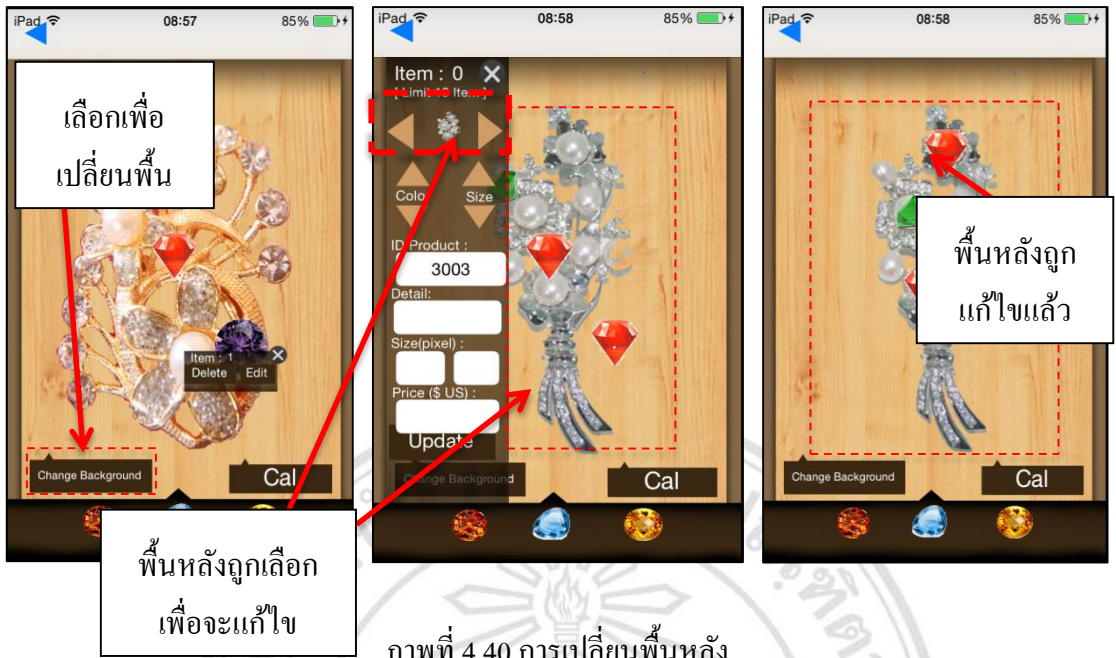 iPad 08:57 85%
เลือกเพื่อ
เปลี่ยนพื้น
Item : 1
Delete Edit
Change Background
Cal
iPad 08:58 85%
Item : 0
[ Limit 10 Item ]
Color Size
ID Product :
3003
Detail:
Size(pixel) :
Price ($ US) :
Update
Change Background
Cal
พื้นหลังถูกเลือก
เพื่อจะแก้ไข
iPad 08:58 85%
พื้นหลังถูก
แก้ไขแล้ว
Change Background
Cal
ภาพที่ 4.40 การเปลี่ยนพื้นหลัง